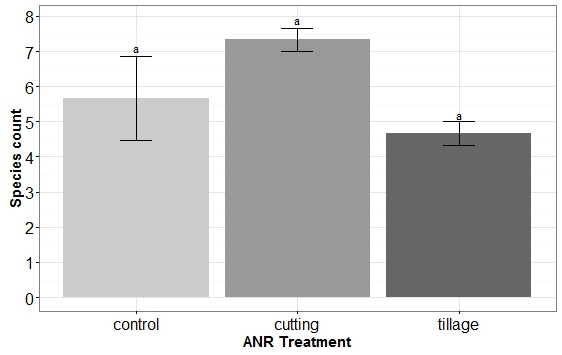 8
7
6
5
4
3
2
1
0
Species count
a
a
a
control
cutting
tillage
ANR Treatment